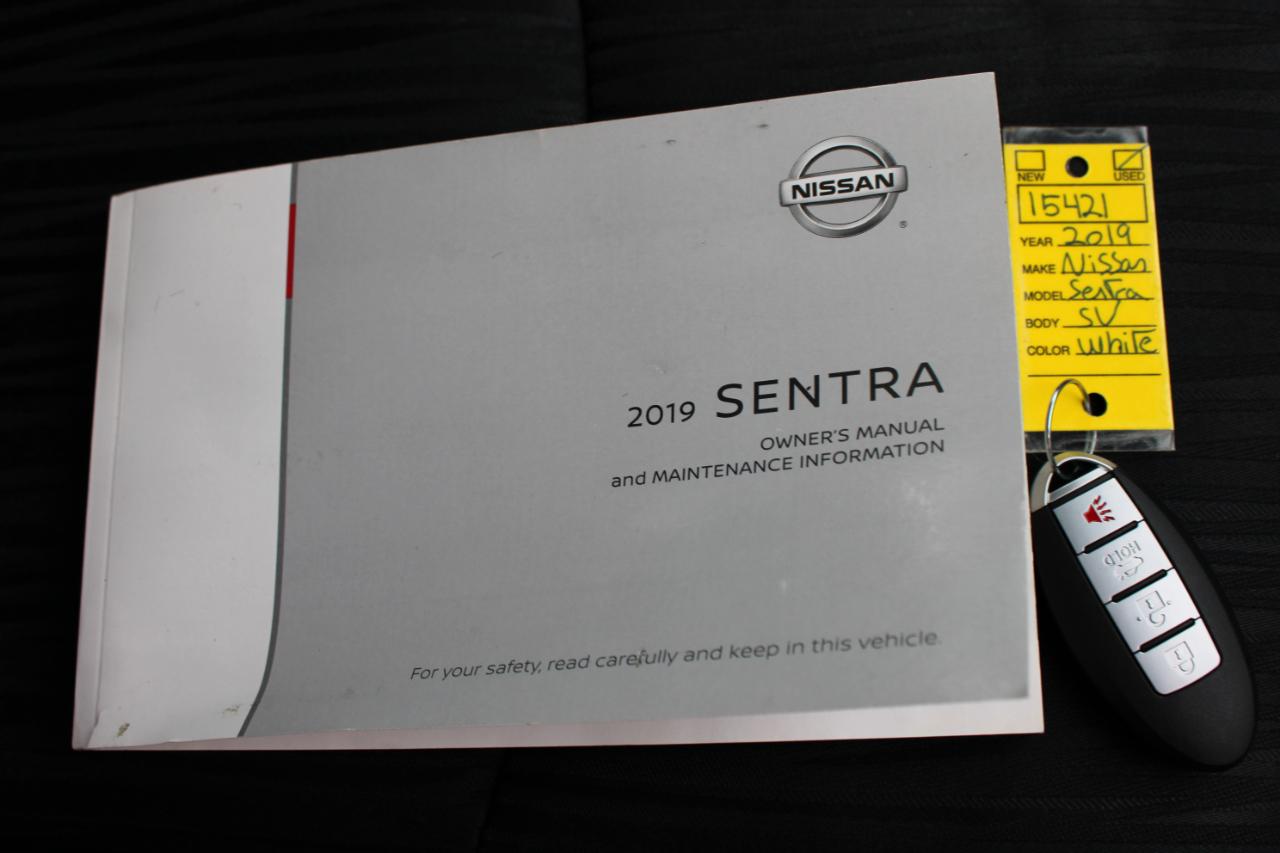 NISSAN
®
2019 SENTRA
OWNER'S MANUAL
and MAINTENANCE INFORMATION
For your safety, read carefully and keep in this vehicle.
NEW USED
15421
YEAR 2019
MAKE Nissan
MODEL Sentra
BODY SV
COLOR White
HOLD